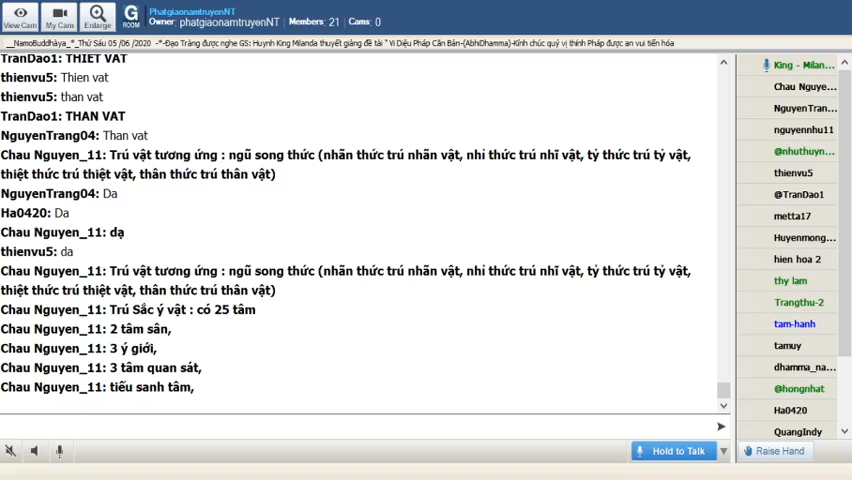 View Cam
My Cam
Enlarge
G
ROOM
PhatgiaonamtruyenNT
Owner: phatgiaonamtruyenNT | Members: 21 | Cams: 0
__NamoBuddhàya_*_Thứ Sáu 05 /06 /2020 -*-Đạo Tràng được nghe GS: Huynh King Milanda thuyết giảng đề tài " Vi Diệu Pháp Căn Bản-(AbhiDhamma)-Kính chúc quý vị thính Pháp được an vui tiến hóa
TranDao1: THIET VAT
thienvu5: Thien vat
thienvu5: than vat
TranDao1: THAN VAT
NguyenTrang04: Than vat
Chau Nguyen_11: Trú vật tương ứng : ngũ song thức (nhãn thức trú nhãn vật, nhỉ thức trú nhĩ vật, tỷ thức trú tỷ vật,
thiệt thức trú thiệt vật, thân thức trú thân vật)
NguyenTrang04: Da
Ha0420: Da
Chau Nguyen_11: dạ
thienvu5: da
Chau Nguyen_11: Trú vật tương ứng : ngũ song thức (nhãn thức trú nhãn vật, nhỉ thức trú nhĩ vật, tỷ thức trú tỷ vật,
thiệt thức trú thiệt vật, thân thức trú thân vật)
Chau Nguyen_11: Trú Sắc ý vật : có 25 tâm
Chau Nguyen_11: 2 tâm sân,
Chau Nguyen_11: 3 ý giới,
Chau Nguyen_11: 3 tâm quan sát,
Chau Nguyen_11: tiếu sanh tâm,
King - Milan...
Chau Nguye...
NguyenTran...
nguyennhu11
@nhuthuyn...
thienvu5
@TranDao1
metta17
Huyenmong...
hien hoa 2
thy lam
Trangthu-2
tam-hanh
tamuy
dhamma_na...
@hongnhat
Ha0420
QuangIndy
Hold to Talk
Raise Hand